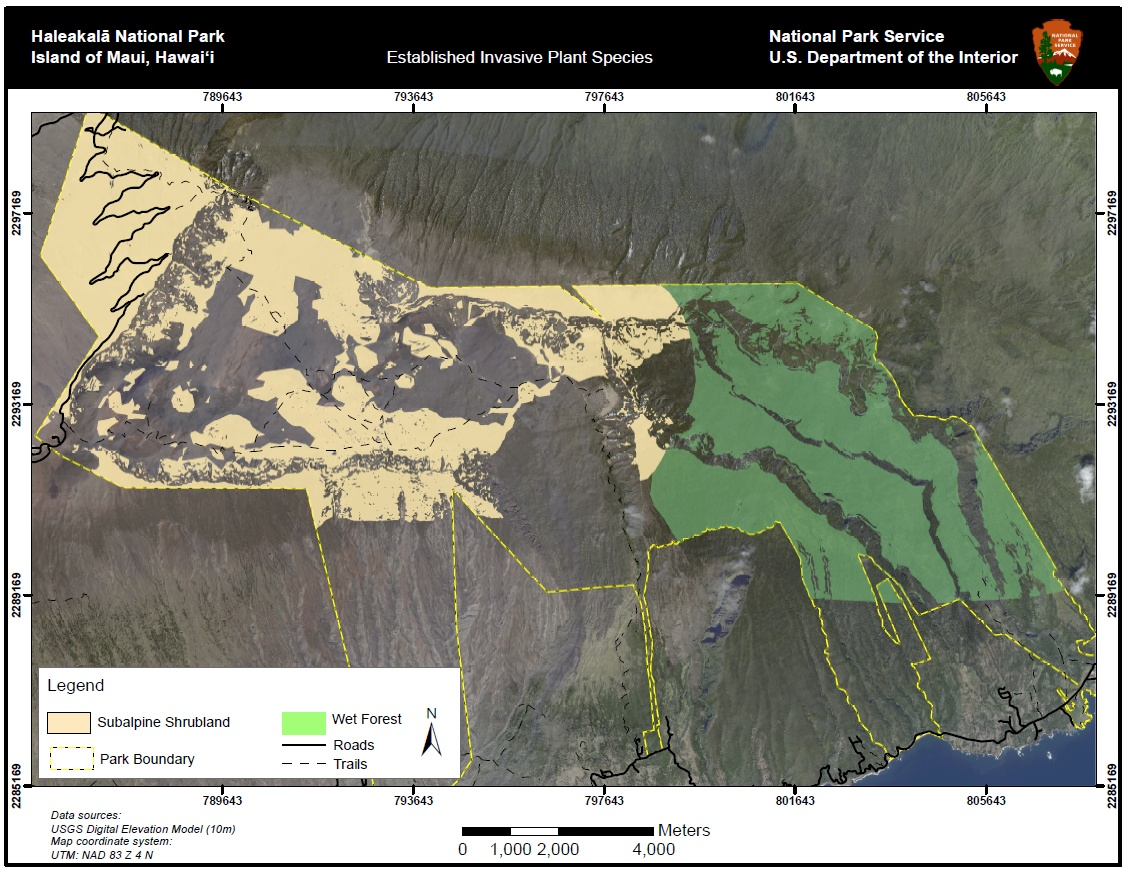 Haleakalā National Park
Island of Maui, Hawai‘i
Established Invasive Plant Species
National Park Service
U.S. Department of the Interior
NATIONAL
PARK
SERVICE
789643 793643 797643 801643 805643
2297169 2297169
2293169 2293169
2289169 2289169
2285169 2285169
Legend
Subalpine Shrubland
Park Boundary
Wet Forest
Roads
Trails
N
789643 793643 797643 801643 805643
Data sources:
USGS Digital Elevation Model (10m)
Map coordinate system:
UTM: NAD 83 Z 4 N
Meters
0 1,000 2,000 4,000